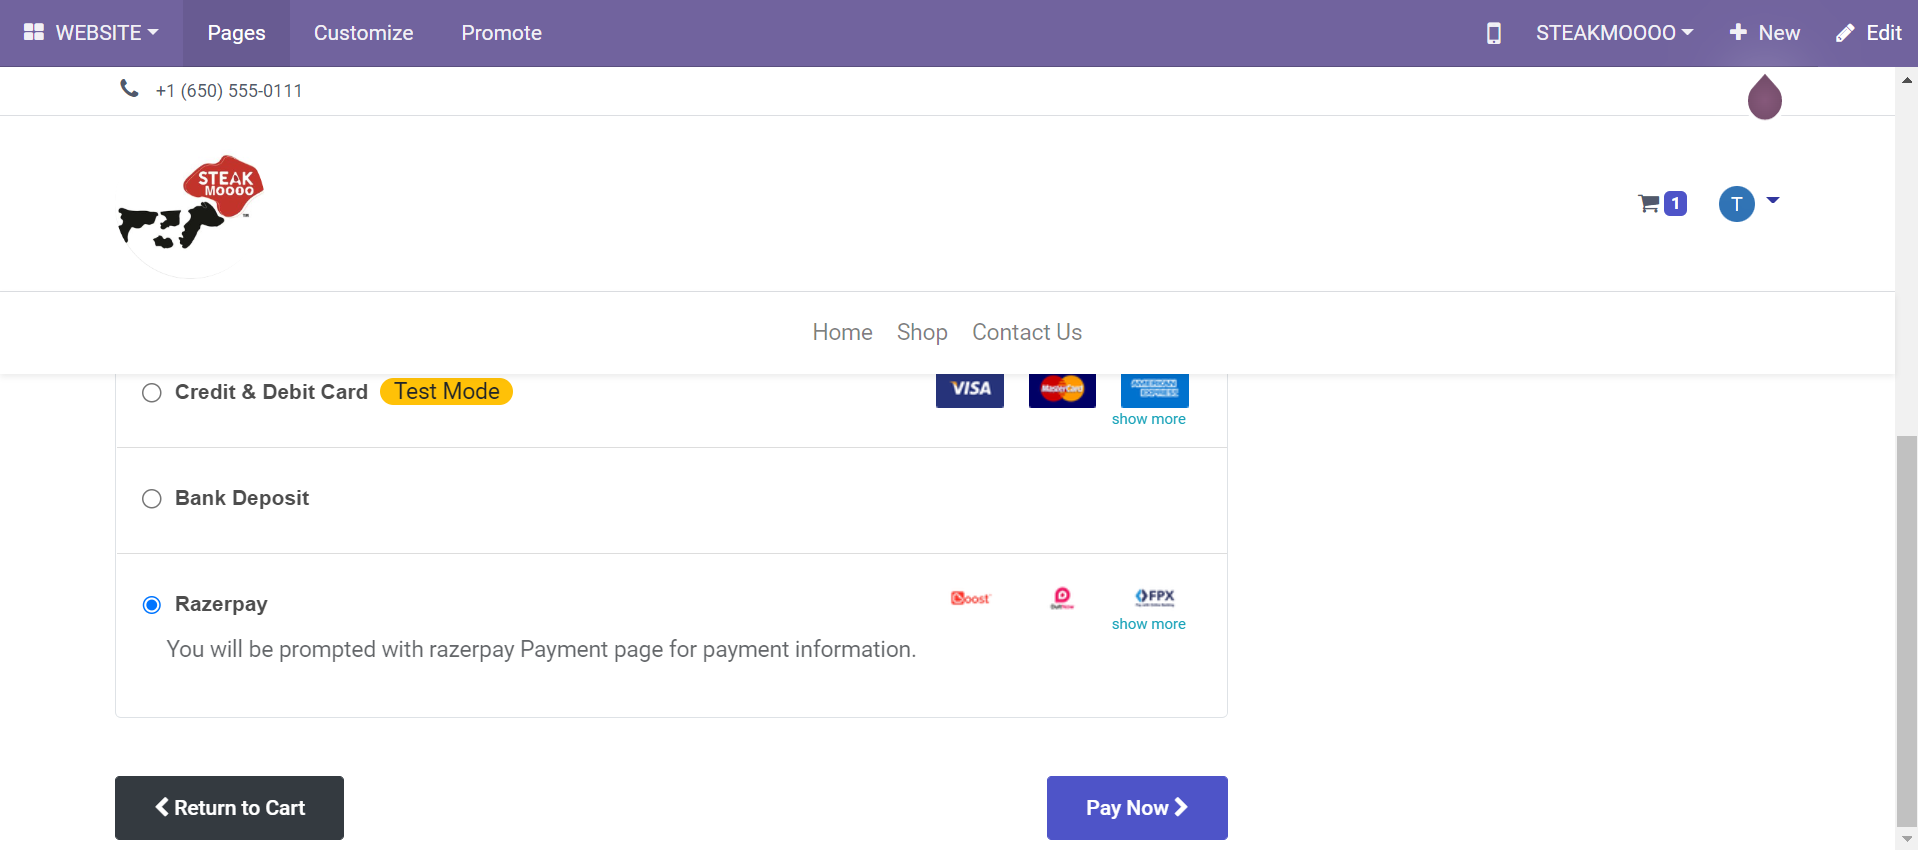 WEBSITE Pages Customize Promote STEAKMOOOO New Edit
+1 (650) 555-0111
STEAK
MOOOO
TM
1 T
Home Shop Contact Us
Credit & Debit Card Test Mode VISA MasterCard AMERICAN EXPRESS
show more
Bank Deposit
Razerpay Boost DuitNow FPX
show more
You will be prompted with razerpay Payment page for payment information.
Return to Cart Pay Now